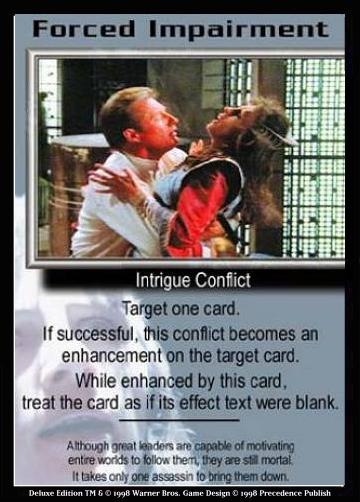 Forced Impairment
Intrigue Conflict
Target one card.
If successful, this conflict becomes an
enhancement on the target card.
While enhanced by this card,
treat the card as if its effect text were blank.
Although great leaders are capable of motivating
entire worlds to follow them, they are still mortal.
It takes only one assassin to bring them down.
Deluxe Edition TM & © 1998 Warner Bros. Game Design © 1998 Precedence Publish